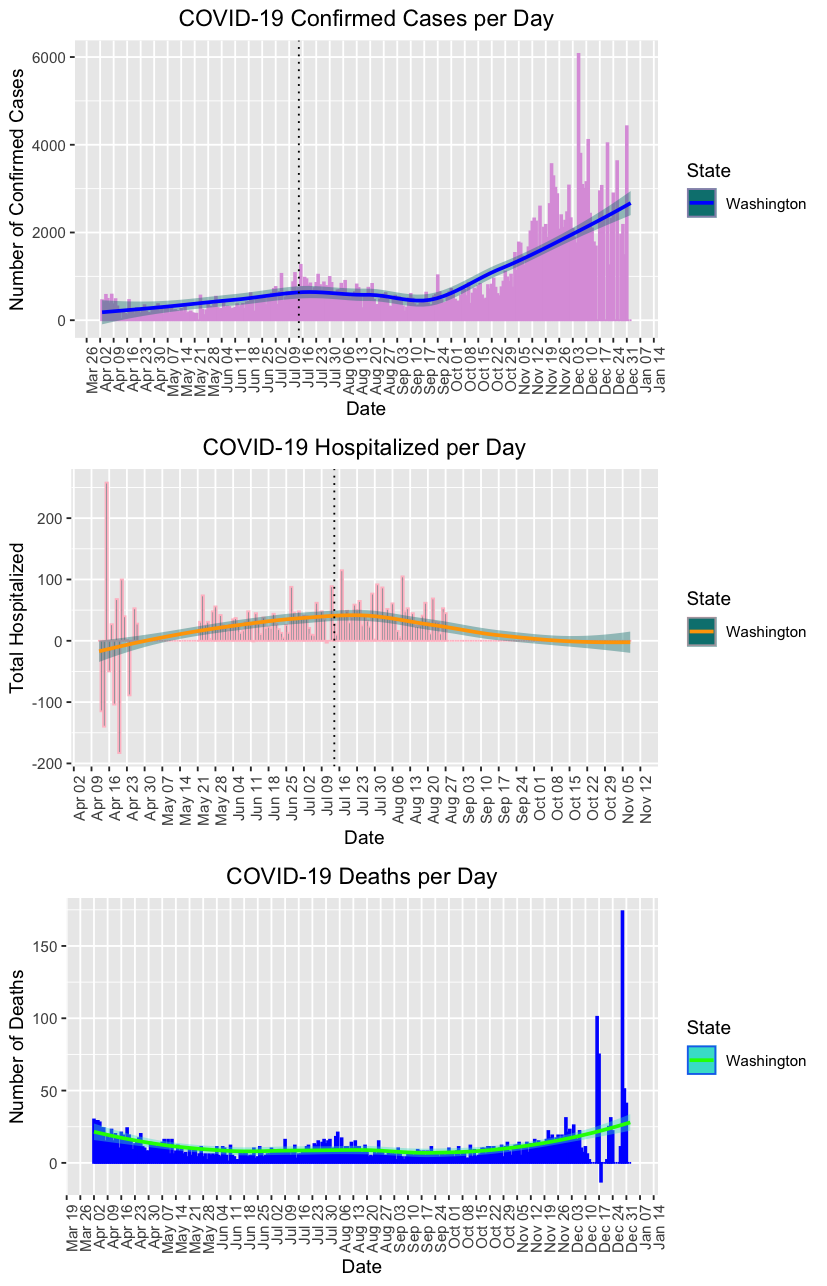 COVID-19 Confirmed Cases per Day
Number of Confirmed Cases
6000
4000
2000
0
Mar 26
Apr 02
Apr 09
Apr 16
Apr 23
Apr 30
May 07
May 14
May 21
May 28
Jun 04
Jun 11
Jun 18
Jun 25
Jul 02
Jul 09
Jul 16
Jul 23
Jul 30
Aug 06
Aug 13
Aug 20
Aug 27
Sep 03
Sep 10
Sep 17
Sep 24
Oct 01
Oct 08
Oct 15
Oct 22
Oct 29
Nov 05
Nov 12
Nov 19
Nov 26
Dec 03
Dec 10
Dec 17
Dec 24
Dec 31
Jan 07
Jan 14
Date
State
Washington
COVID-19 Hospitalized per Day
Total Hospitalized
200
100
0
-100
-200
Apr 02
Apr 09
Apr 16
Apr 23
Apr 30
May 07
May 14
May 21
May 28
Jun 04
Jun 11
Jun 18
Jun 25
Jul 02
Jul 09
Jul 16
Jul 23
Jul 30
Aug 06
Aug 13
Aug 20
Aug 27
Sep 03
Sep 10
Sep 17
Sep 24
Oct 01
Oct 08
Oct 15
Oct 22
Oct 29
Nov 05
Nov 12
Date
State
Washington
COVID-19 Deaths per Day
Number of Deaths
150
100
50
0
Mar 19
Mar 26
Apr 02
Apr 09
Apr 16
Apr 23
Apr 30
May 07
May 14
May 21
May 28
Jun 04
Jun 11
Jun 18
Jun 25
Jul 02
Jul 09
Jul 16
Jul 23
Jul 30
Aug 06
Aug 13
Aug 20
Aug 27
Sep 03
Sep 10
Sep 17
Sep 24
Oct 01
Oct 08
Oct 15
Oct 22
Oct 29
Nov 05
Nov 12
Nov 19
Nov 26
Dec 03
Dec 10
Dec 17
Dec 24
Dec 31
Jan 07
Jan 14
Date
State
Washington